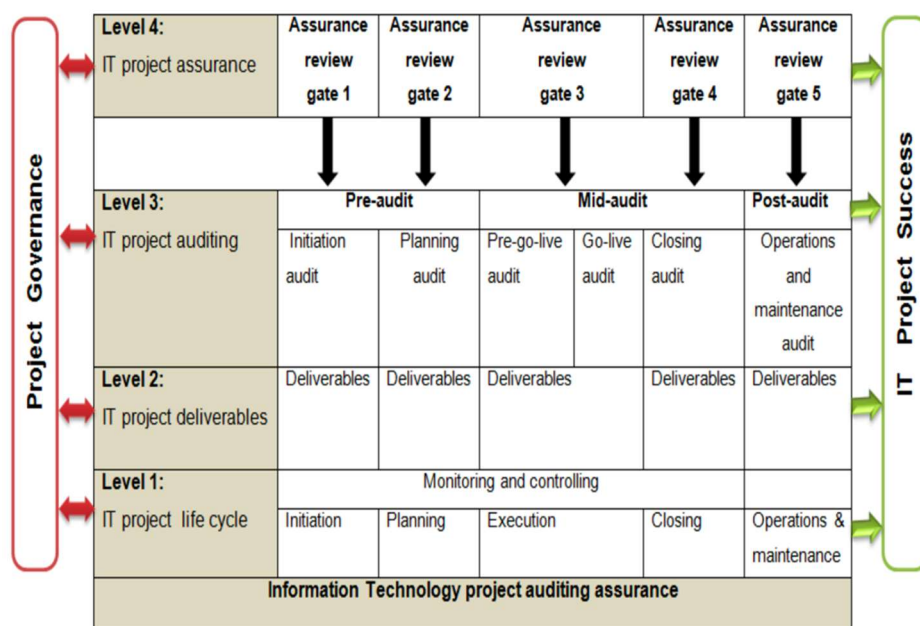 Project Governance
Level 4:
IT project assurance
Assurance
review
gate 1
Assurance
review
gate 2
Assurance
review
gate 3
Assurance
review
gate 4
Assurance
review
gate 5
Level 3:
IT project auditing
Pre-audit
Mid-audit
Post-audit
Initiation
audit
Planning
audit
Pre-go-live
audit
Go-live
audit
Closing
audit
Operations
and
maintenance
audit
Level 2:
IT project deliverables
Deliverables
Deliverables
Deliverables
Deliverables
Deliverables
Level 1:
IT project life cycle
Monitoring and controlling
Initiation
Planning
Execution
Closing
Operations &
maintenance
Information Technology project auditing assurance
IT Project Success